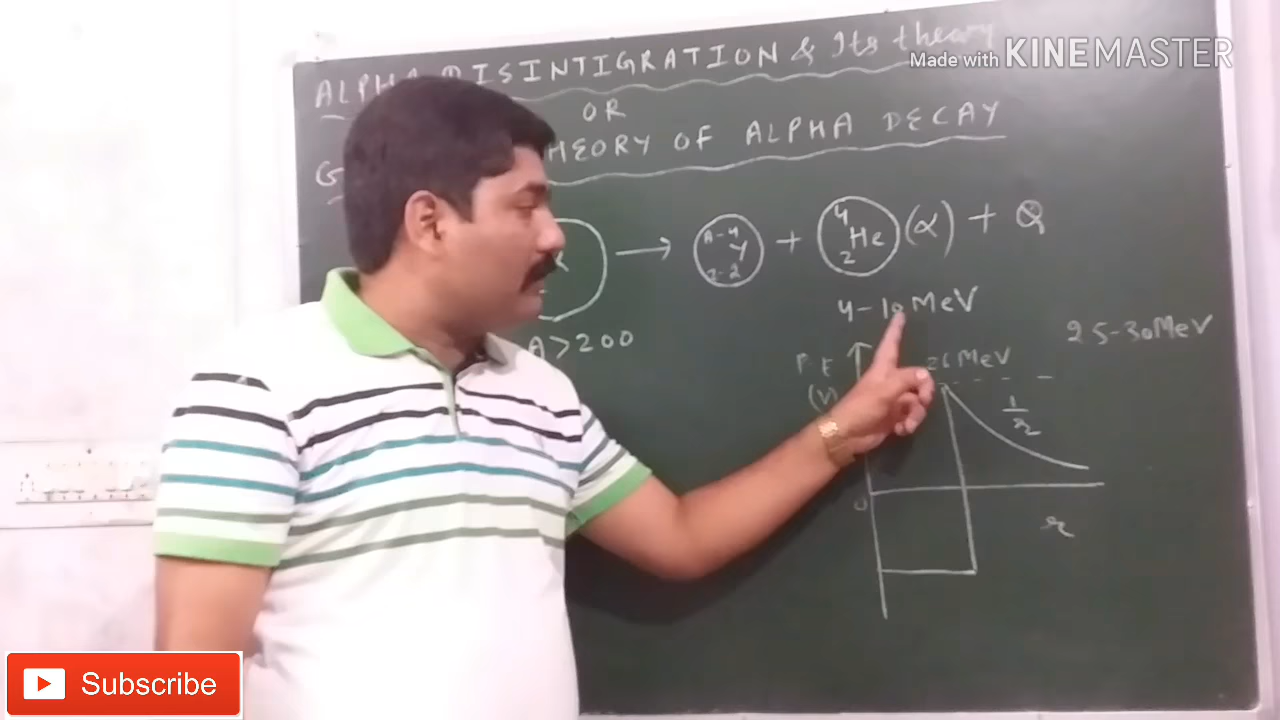 ALPHA DISINTIGRATION & Its theory
Made with KINEMASTER
OR
THEORY OF ALPHA DECAY
A-4
Z-2 Y + 4
2 He (α) + Q
4-10 MeV
A>200
25-30MeV
P.E
26 MeV
(V)
1/r
0
r
Subscribe